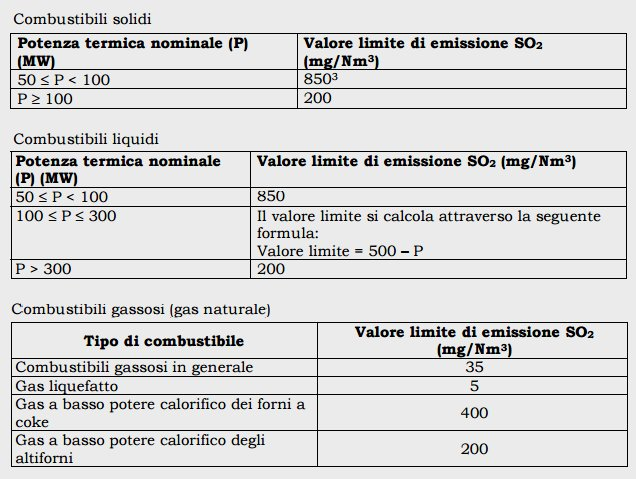 Combustibili solidi
Potenza termica nominale (P) Valore limite di emissione SO₂
(MW) (mg/Nm³)
50 ≤ P < 100 850³
P ≥ 100 200
Combustibili liquidi
Potenza termica nominale Valore limite di emissione SO₂ (mg/Nm³)
(P) (MW)
50 ≤ P < 100 850
100 ≤ P ≤ 300 Il valore limite si calcola attraverso la seguente
formula:
Valore limite = 500 – P
P > 300 200
Combustibili gassosi (gas naturale)
Tipo di combustibile Valore limite di emissione SO₂
(mg/Nm³)
Combustibili gassosi in generale 35
Gas liquefatto 5
Gas a basso potere calorifico dei forni a
coke 400
Gas a basso potere calorifico degli
altiforni 200